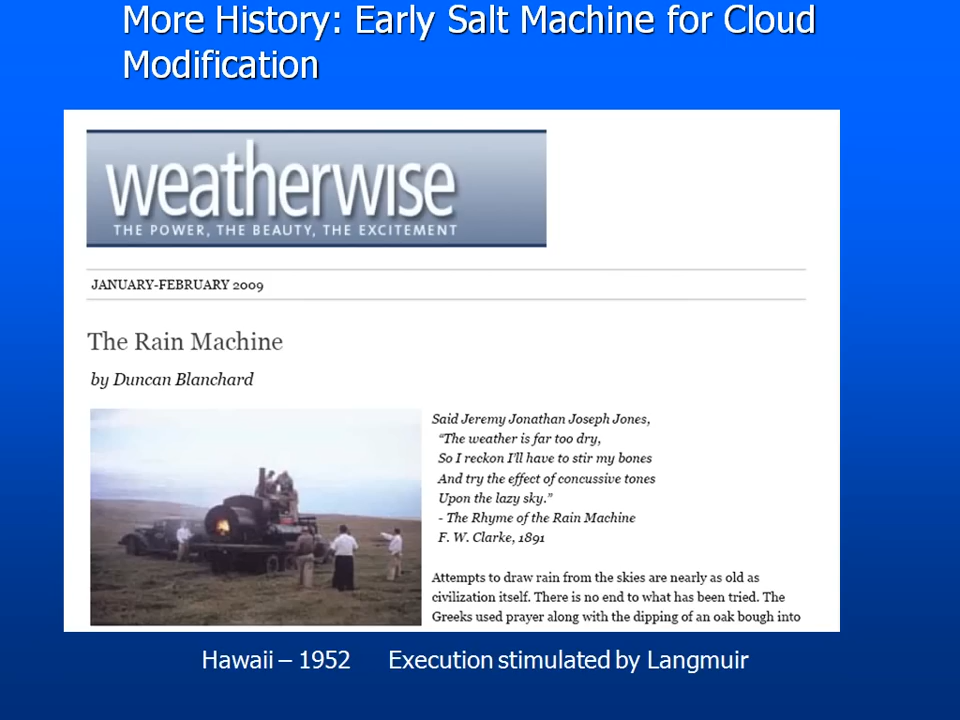 More History: Early Salt Machine for Cloud
Modification
weatherwise
THE POWER, THE BEAUTY, THE EXCITEMENT
JANUARY-FEBRUARY 2009
The Rain Machine
by Duncan Blanchard
Said Jeremy Jonathan Joseph Jones,
“The weather is far too dry,
So I reckon I’ll have to stir my bones
And try the effect of concussive tones
Upon the lazy sky.”
- The Rhyme of the Rain Machine
F. W. Clarke, 1891
Attempts to draw rain from the skies are nearly as old as
civilization itself. There is no end to what has been tried. The
Greeks used prayer along with the dipping of an oak bough into
Hawaii – 1952 Execution stimulated by Langmuir